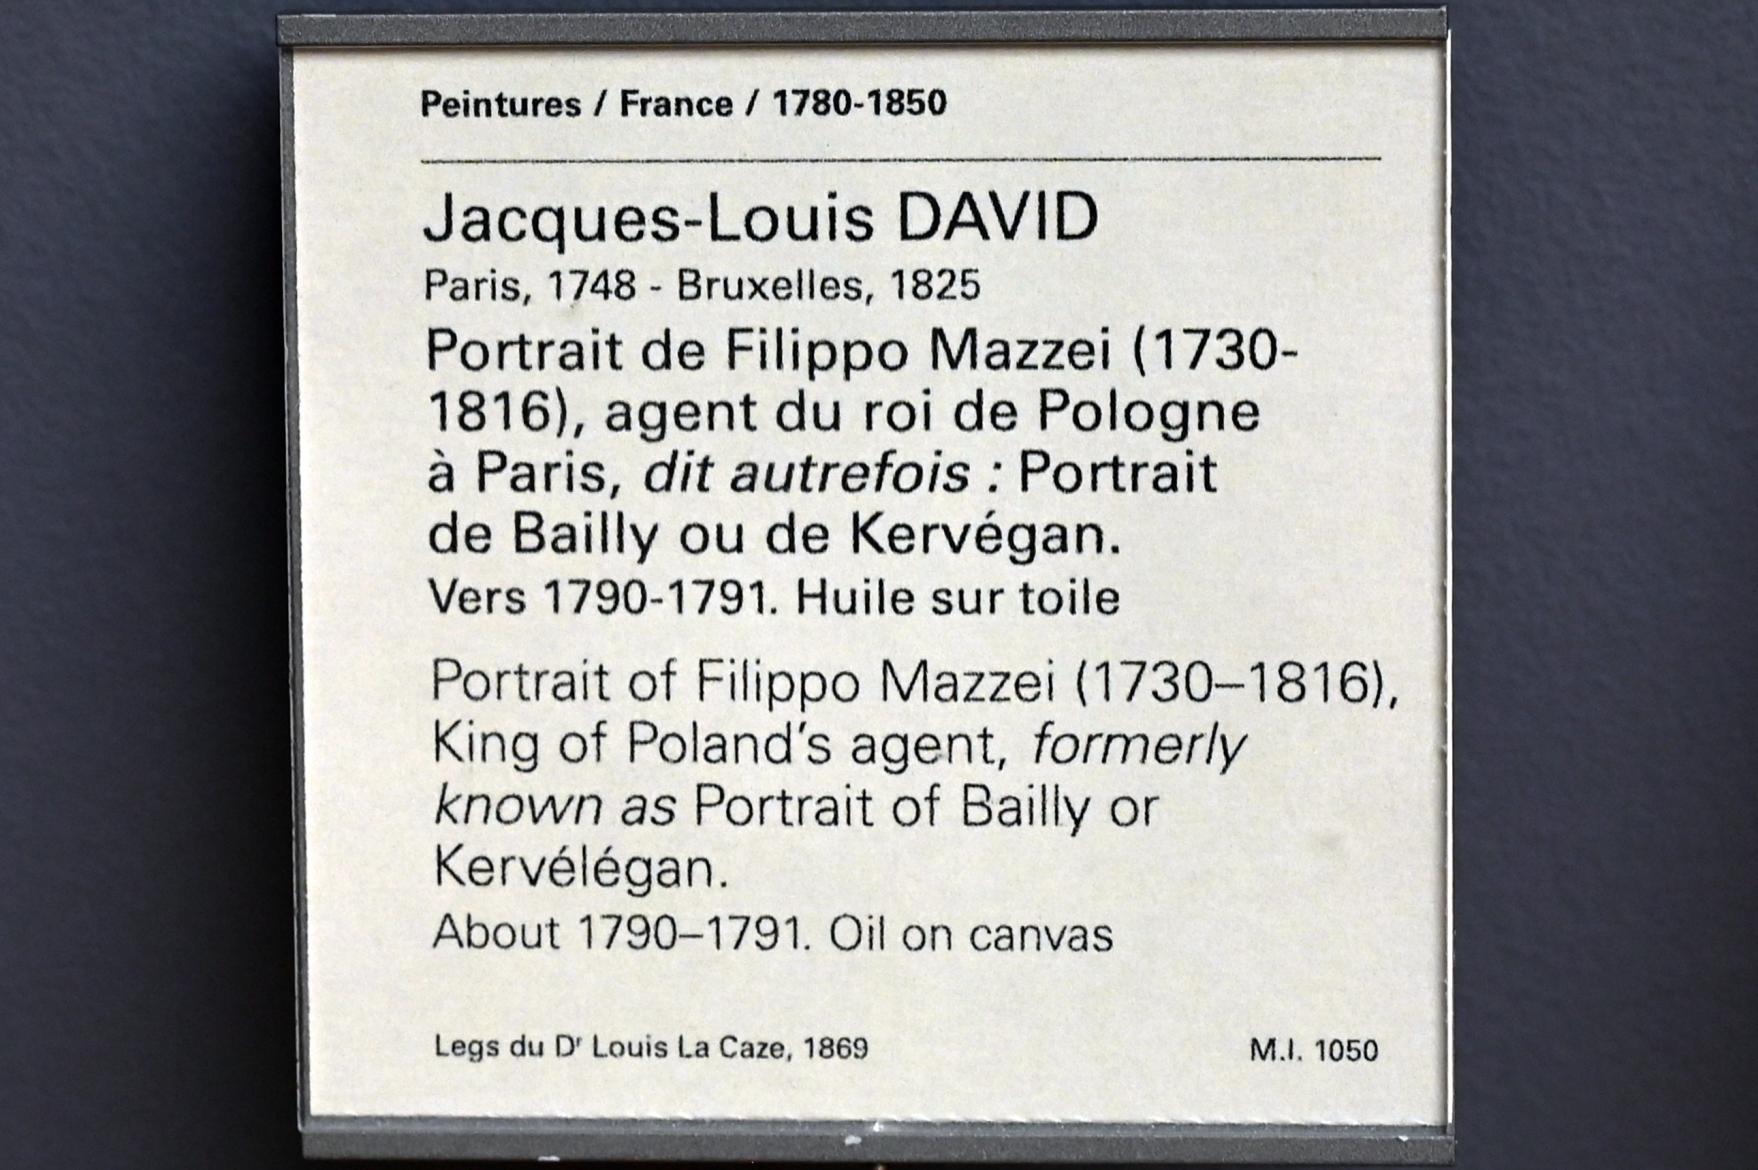 Peintures / France / 1780-1850
Jacques-Louis DAVID
Paris, 1748 - Bruxelles, 1825
Portrait de Filippo Mazzei (1730-
1816), agent du roi de Pologne
à Paris, dit autrefois : Portrait
de Bailly ou de Kervégan.
Vers 1790-1791. Huile sur toile
Portrait of Filippo Mazzei (1730–1816),
King of Poland's agent, formerly
known as Portrait of Bailly or
Kervélégan.
About 1790–1791. Oil on canvas
Legs du Dr Louis La Caze, 1869
M.I. 1050